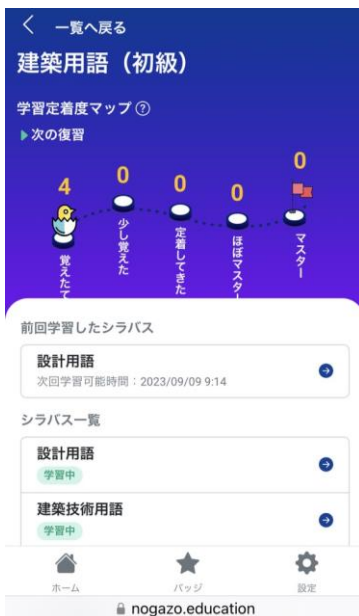 一覧へ戻る
建築用語（初級）
学習定着度マップ ?
次の復習
4
0
0
0
0
覚えたて
少し覚えた
定着してきた
ほぼマスター
マスター
前回学習したシラバス
設計用語
次回学習可能時間：2023/09/09 9:14
シラバス一覧
設計用語
学習中
建築技術用語
学習中
ホーム
バッジ
設定
nogazo.education